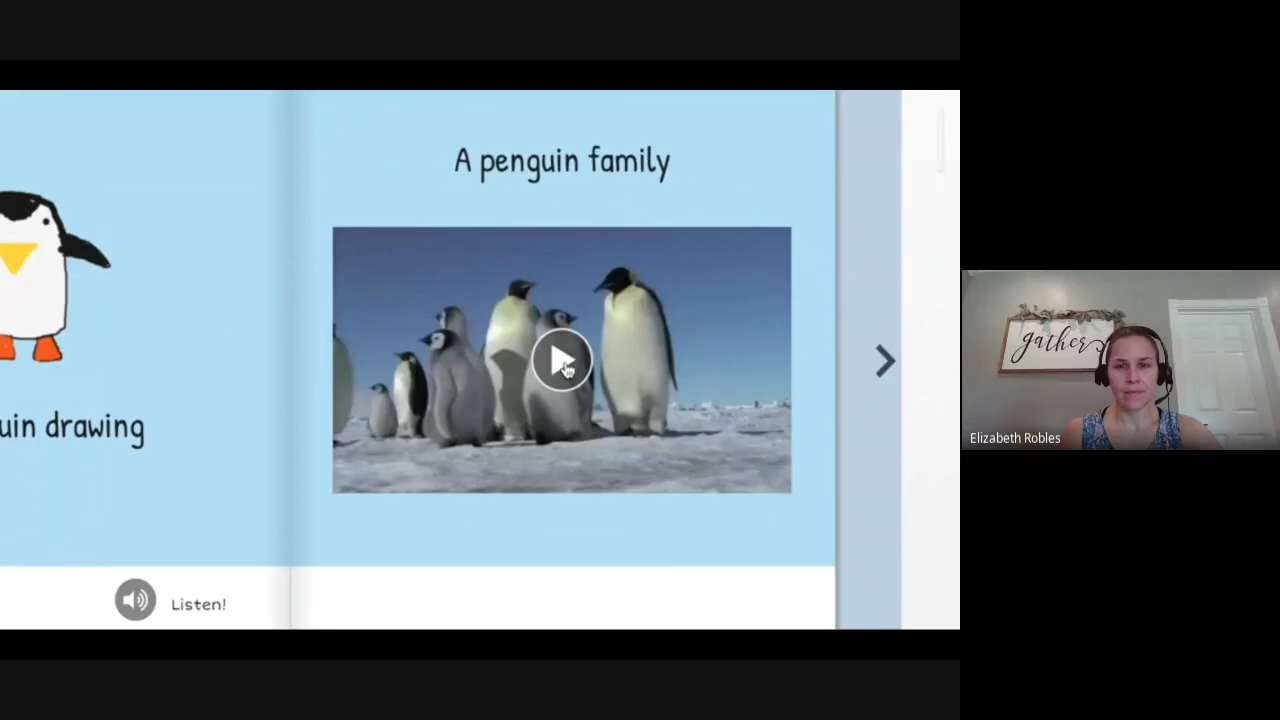 A penguin family
uin drawing
Listen!
gather
Elizabeth Robles